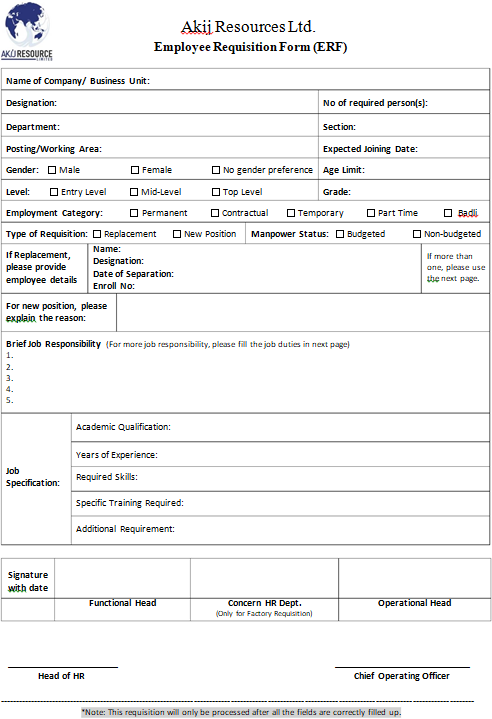 AKIJ RESOURCE
LIMITED
Akij Resources Ltd.
Employee Requisition Form (ERF)
Name of Company/ Business Unit:
Designation: No of required person(s):
Department: Section:
Posting/Working Area: Expected Joining Date:
Gender: Male Female No gender preference Age Limit:
Level: Entry Level Mid-Level Top Level Grade:
Employment Category: Permanent Contractual Temporary Part Time Badli
Type of Requisition: Replacement New Position Manpower Status: Budgeted Non-budgeted
If Replacement,
please provide
employee details
Name:
Designation:
Date of Separation:
Enroll No:
If more than
one, please use
the next page.
For new position, please
explain the reason:
Brief Job Responsibility (For more job responsibility, please fill the job duties in next page)
1.
2.
3.
4.
5.
Job
Specification:
Academic Qualification:
Years of Experience:
Required Skills:
Specific Training Required:
Additional Requirement:
Signature
with date
Functional Head Concern HR Dept. Operational Head
(Only for Factory Requisition)
Head of HR Chief Operating Officer
*Note: This requisition will only be processed after all the fields are correctly filled up.